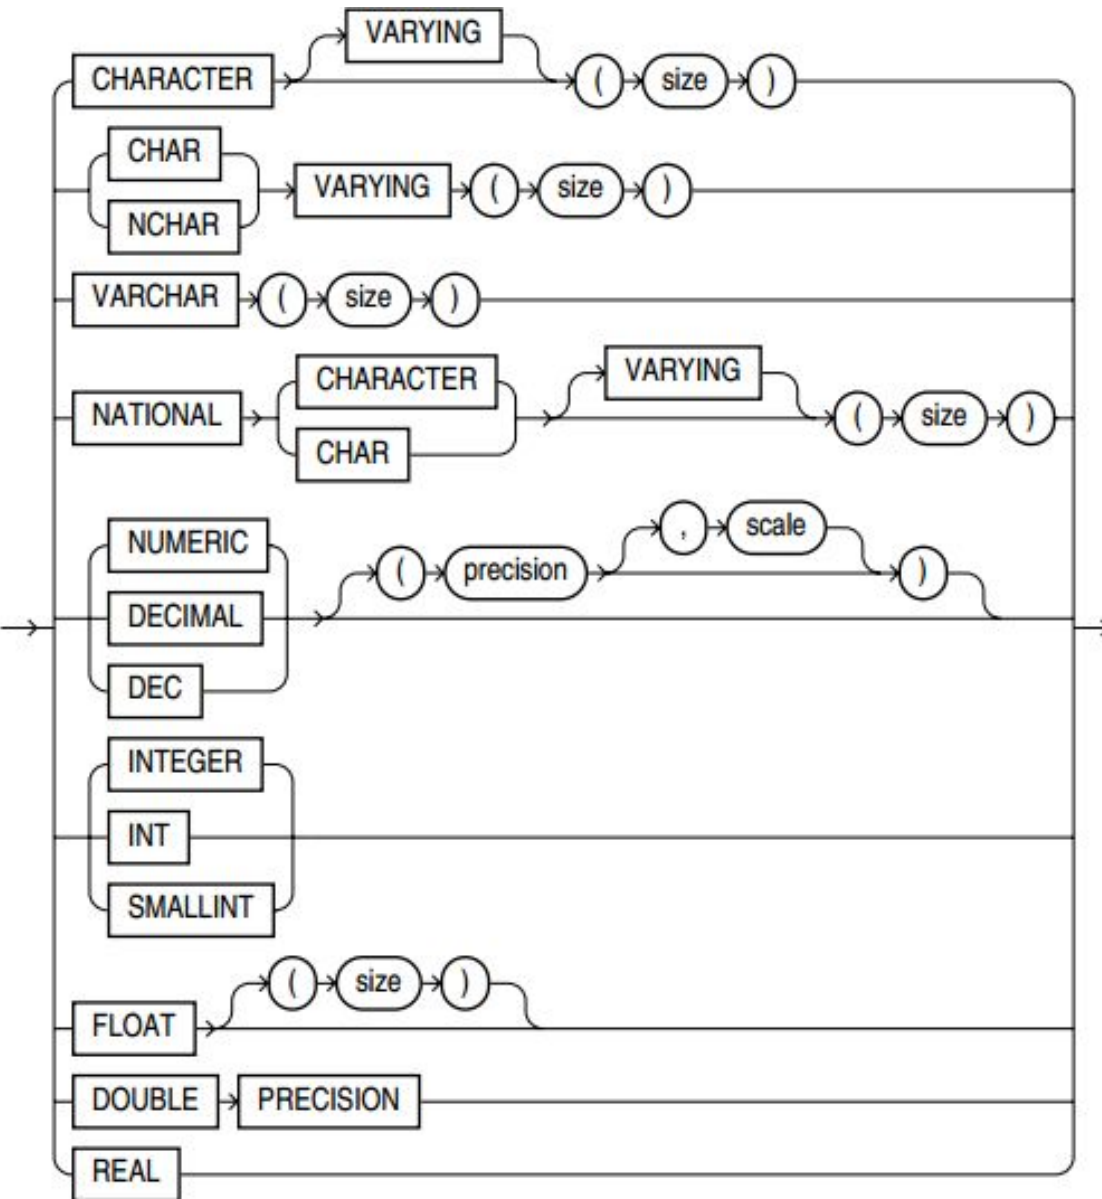 VARYING
CHARACTER ( size )
CHAR
VARYING ( size )
NCHAR
VARCHAR ( size )
CHARACTER VARYING
NATIONAL ( size )
CHAR
, scale
NUMERIC ( precision )
DECIMAL
DEC
INTEGER
INT
SMALLINT
( size )
FLOAT
DOUBLE PRECISION
REAL